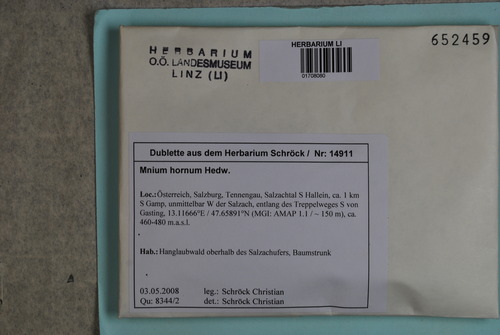 HERBARIUM
O.Ö. LANDESMUSEUM
LINZ (LI)
HERBARIUM LI
01708060
652459
Dublette aus dem Herbarium Schröck / Nr: 14911
Mnium hornum Hedw.
Loc.:Österreich, Salzburg, Tennengau, Salzachtal S Hallein, ca. 1 km
S Gamp, unmittelbar W der Salzach, entlang des Treppelweges S von
Gasting, 13.11666°E / 47.65891°N (MGI: AMAP 1.1 / ~ 150 m), ca.
460-480 m.a.s.l.
Hab.: Hanglaubwald oberhalb des Salzachufers, Baumstrunk
03.05.2008 leg.: Schröck Christian
Qu: 8344/2 det.: Schröck Christian